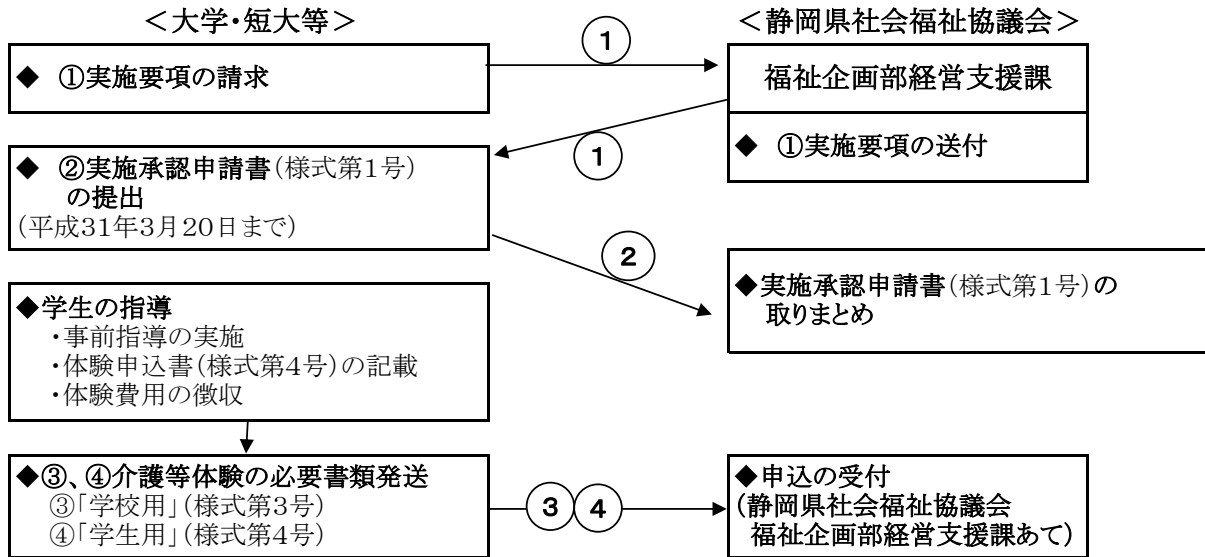 ＜大学・短大等＞
＜静岡県社会福祉協議会＞
◆ ①実施要項の請求
①
福祉企画部経営支援課
◆ ①実施要項の送付
①
◆ ②実施承認申請書(様式第1号)
の提出
(平成31年3月20日まで)
②
◆実施承認申請書(様式第1号)の
取りまとめ
◆学生の指導
・事前指導の実施
・体験申込書(様式第4号)の記載
・体験費用の徴収
◆③、④介護等体験の必要書類発送
③「学校用」(様式第3号)
④「学生用」(様式第4号)
③④
◆申込の受付
(静岡県社会福祉協議会
福祉企画部経営支援課あて)